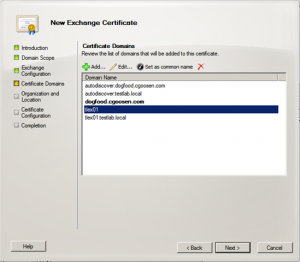 New Exchange Certificate
Introduction
Domain Scope
Exchange
Configuration
Certificate Domains
Organization and
Location
Certificate
Configuration
Completion
Certificate Domains
Review the list of domains that will be added to this certificate.
Add...
Edit...
Set as common name
Domain Name
autodiscover.dogfood.cgoosen.com
autodiscover.testlab.local
dogfood.cgoosen.com
tlex01
tlex01.testlab.local
Help
< Back
Next >
Cancel